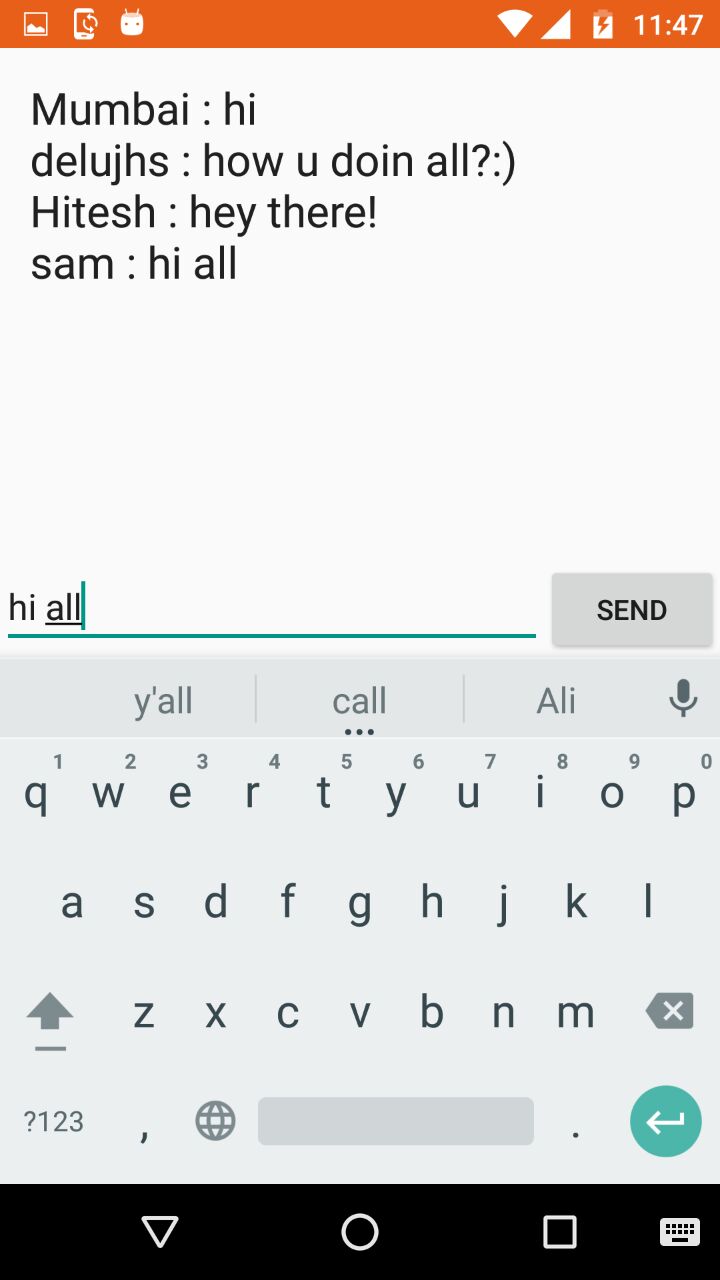 11:47
Mumbai : hi
delujhs : how u doin all?:)
Hitesh : hey there!
sam : hi all
hi all
SEND
y'all call Ali
1 2 3 4 5 6 7 8 9 0
q w e r t y u i o p
a s d f g h j k l
z x c v b n m
?123 , .